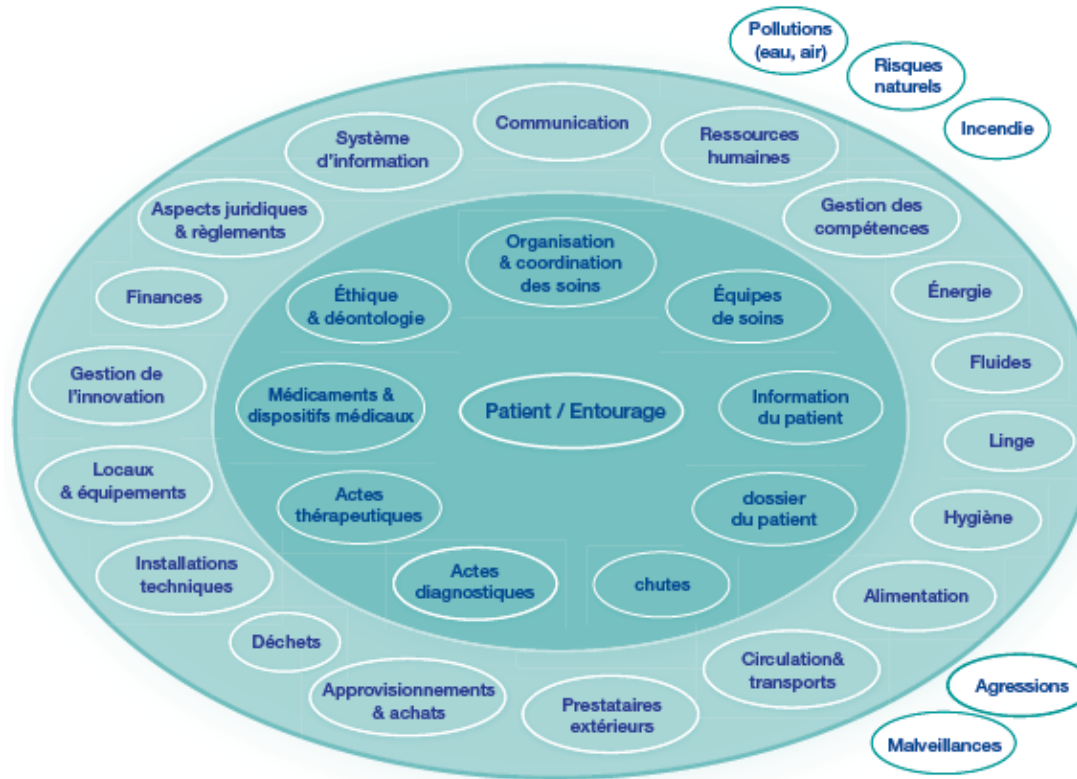 Pollutions
(eau, air)
Risques
naturels
Incendie
Communication
Système
d'information
Ressources
humaines
Aspects juridiques
& règlements
Gestion des
compétences
Organisation
& coordination
des soins
Finances
Éthique
& déontologie
Équipes
de soins
Énergie
Gestion de
l'innovation
Médicaments &
dispositifs médicaux
Patient / Entourage
Information
du patient
Fluides
Linge
Locaux
& équipements
Actes
thérapeutiques
dossier
du patient
Hygiène
Installations
techniques
Actes
diagnostiques
chutes
Alimentation
Déchets
Circulation&
transports
Approvisionnements
& achats
Prestataires
extérieurs
Agressions
Malveillances